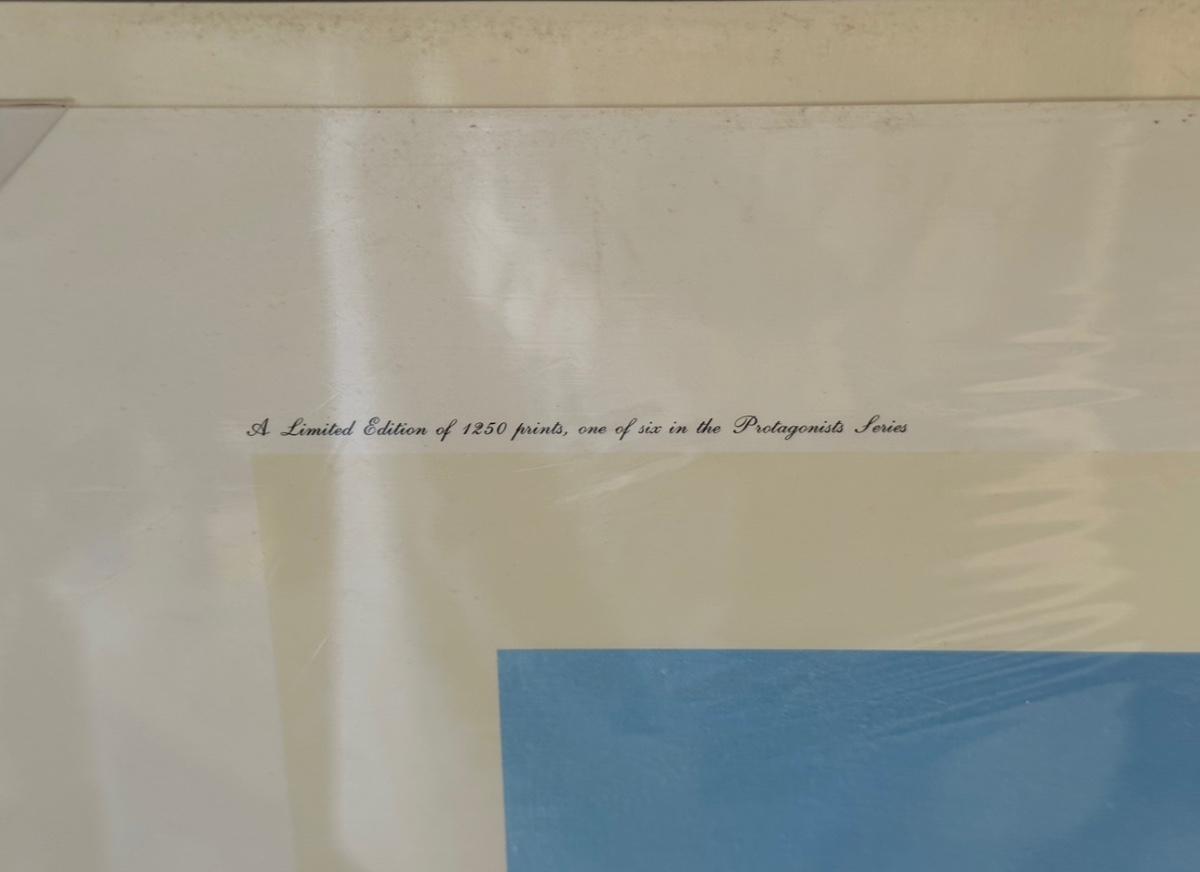 A Limited Edition of 1250 prints, one of six in the Protagonists Series